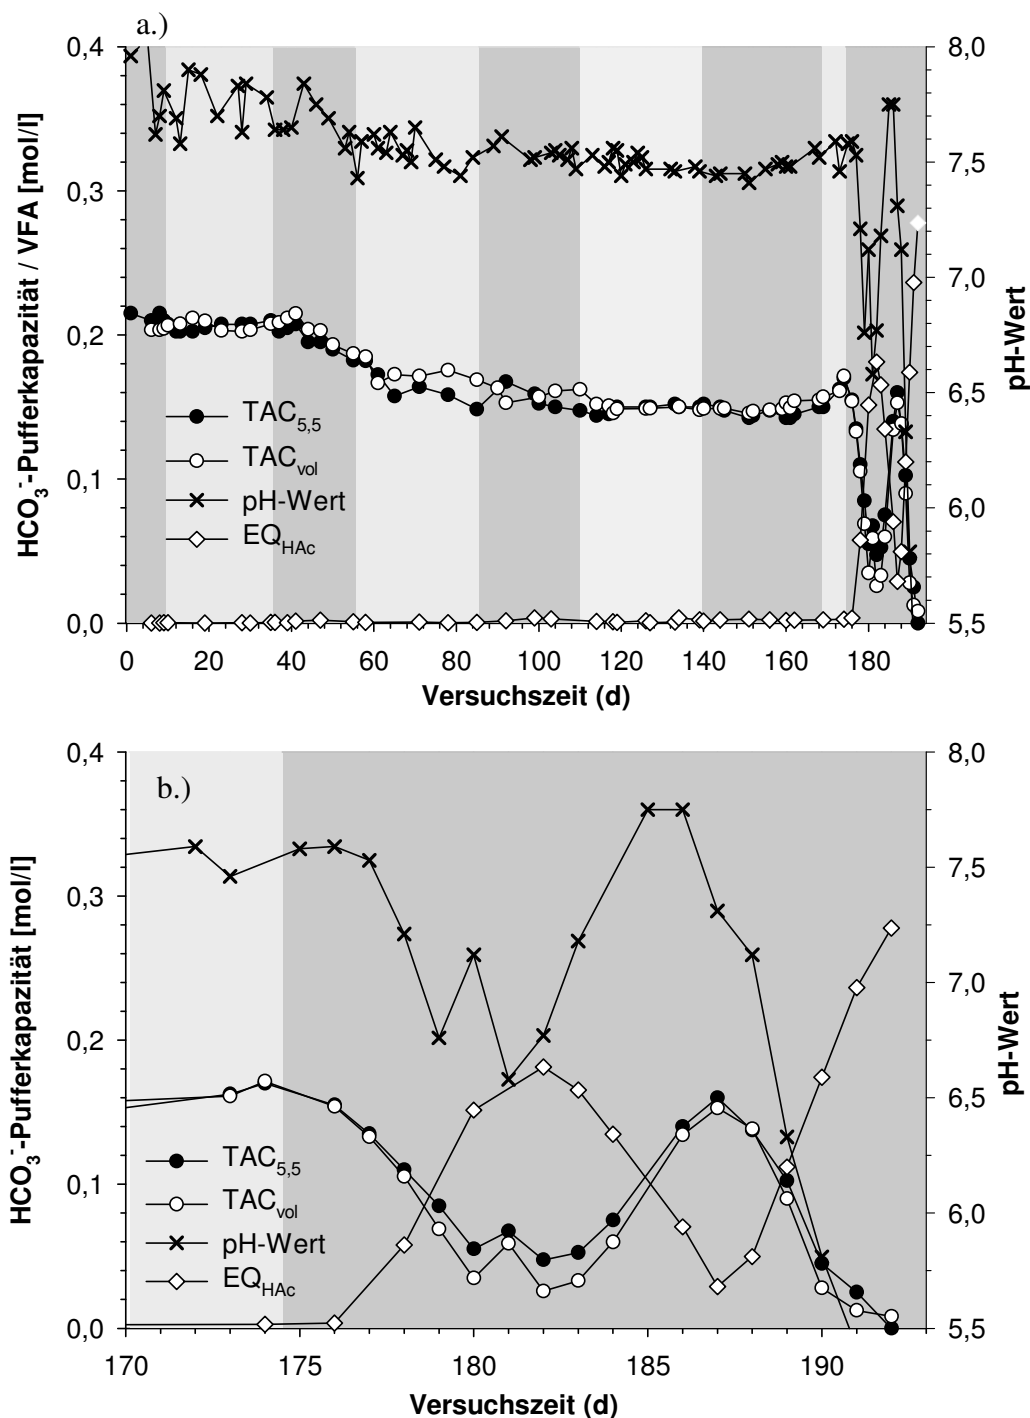 a.)
0,4
0,3
0,2
0,1
0,0
HCO3⁻-Pufferkapazität / VFA [mol/l]
8,0
7,5
7,0
6,5
6,0
5,5
pH-Wert
TAC5,5
TACvol
pH-Wert
EQHAc
0 20 40 60 80 100 120 140 160 180
Versuchszeit (d)
b.)
0,4
0,3
0,2
0,1
0,0
HCO3⁻-Pufferkapazität [mol/l]
8,0
7,5
7,0
6,5
6,0
5,5
pH-Wert
TAC5,5
TACvol
pH-Wert
EQHAc
170 175 180 185 190
Versuchszeit (d)